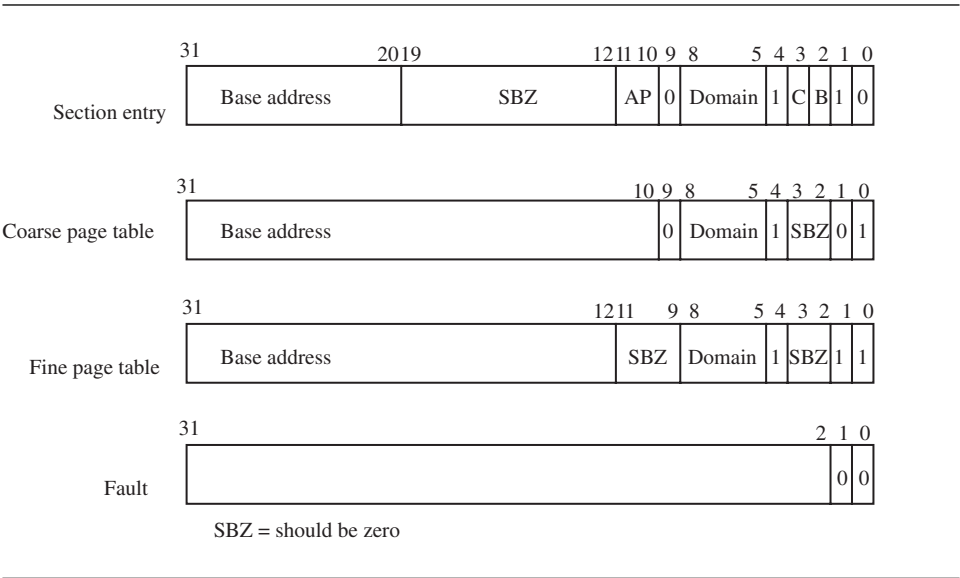 31 20 19 12 11 10 9 8 5 4 3 2 1 0
Section entry Base address SBZ AP 0 Domain 1 C B 1 0
31 10 9 8 5 4 3 2 1 0
Coarse page table Base address 0 Domain 1 SBZ 0 1
31 12 11 9 8 5 4 3 2 1 0
Fine page table Base address SBZ Domain 1 SBZ 1 1
31 2 1 0
Fault 0 0
SBZ = should be zero